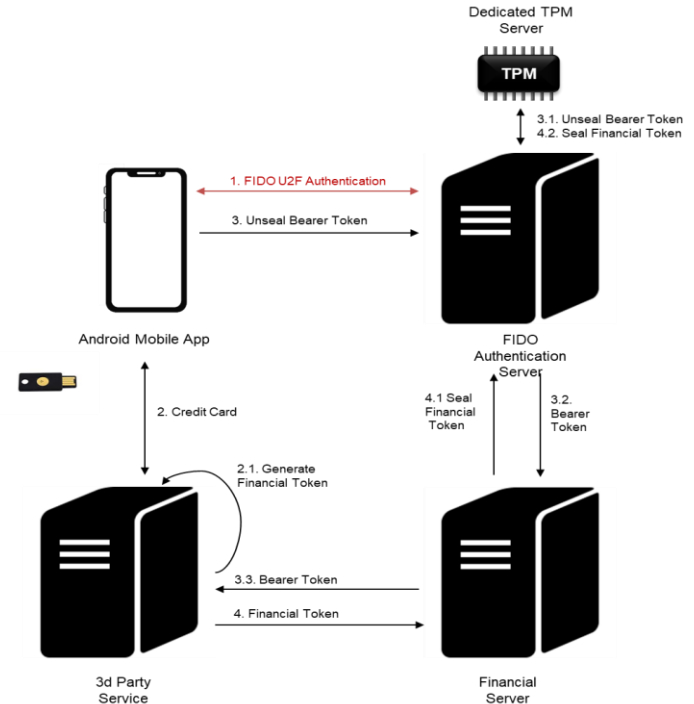 Dedicated TPM
Server
TPM
3.1. Unseal Bearer Token
4.2. Seal Financial Token
1. FIDO U2F Authentication
3. Unseal Bearer Token
Android Mobile App
FIDO
Authentication
Server
2. Credit Card
4.1 Seal
Financial
Token
3.2.
Bearer
Token
2.1. Generate
Financial Token
3.3. Bearer Token
4. Financial Token
3d Party
Service
Financial
Server